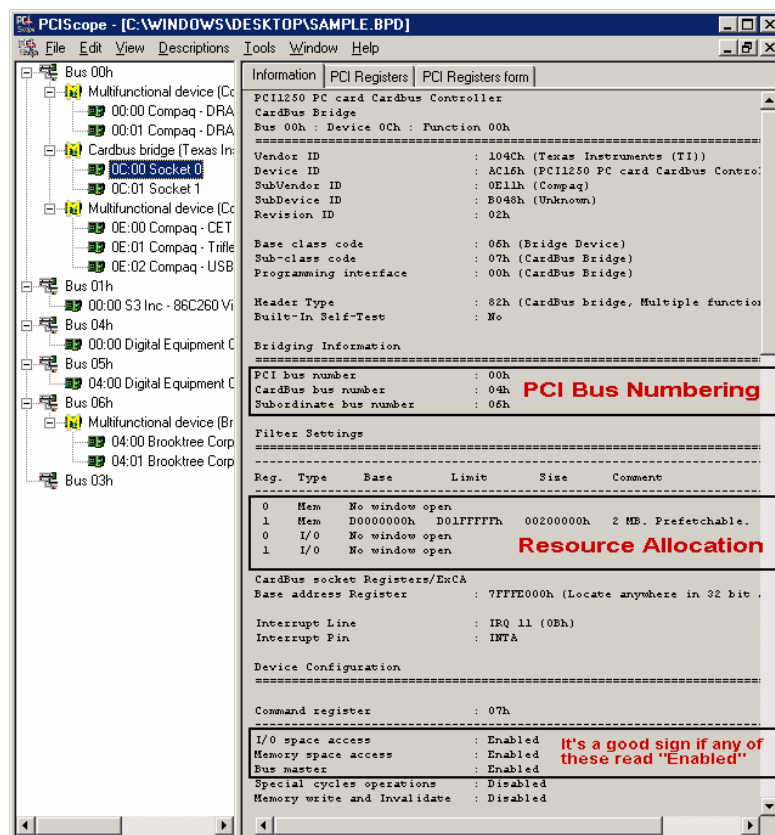 PCIScope - [C:\WINDOWS\DESKTOP\SAMPLE.BPD]
File Edit View Descriptions Tools Window Help
Bus 00h
Multifunctional device (Co
00:00 Compaq - DRA
00:01 Compaq - DRA
Cardbus bridge (Texas In
0C:00 Socket 0
0C:01 Socket 1
Multifunctional device (Co
0E:00 Compaq - CET
0E:01 Compaq - Trifle
0E:02 Compaq - USB
Bus 01h
00:00 S3 Inc - 86C260 Vi
Bus 04h
00:00 Digital Equipment C
Bus 05h
04:00 Digital Equipment C
Bus 06h
Multifunctional device (Br
04:00 Brooktree Corp
04:01 Brooktree Corp
Bus 03h
Information PCI Registers PCI Registers form
PCI1250 PC card Cardbus Controller
CardBus Bridge
Bus 00h : Device 0Ch : Function 00h
Vendor ID : 104Ch (Texas Instruments (TI))
Device ID : AC16h (PCI1250 PC card Cardbus Contro
SubVendor ID : 0E11h (Compaq)
SubDevice ID : B048h (Unknown)
Revision ID : 02h
Base class code : 06h (Bridge Device)
Sub-class code : 07h (CardBus Bridge)
Programming interface : 00h (CardBus Bridge)
Header Type : 82h (CardBus bridge, Multiple function
Built-In Self-Test : No
Bridging Information
PCI bus number : 00h
CardBus bus number : 04h
Subordinate bus number : 06h
PCI Bus Numbering
Filter Settings
Reg. Type Base Limit Size Comment
0 Mem No window open
1 Mem D0000000h D01FFFFFh 00200000h 2 MB. Prefetchable.
0 I/O No window open
1 I/O No window open
Resource Allocation
CardBus socket Registers/ExCA
Base address Register : 7FFFE000h (Locate anywhere in 32 bit
Interrupt Line : IRQ 11 (0Bh)
Interrupt Pin : INTA
Device Configuration
Command register : 07h
I/O space access : Enabled
Memory space access : Enabled
Bus master : Enabled
It's a good sign if any of
these read "Enabled"
Special cycles operations : Disabled
Memory write and Invalidate : Disabled